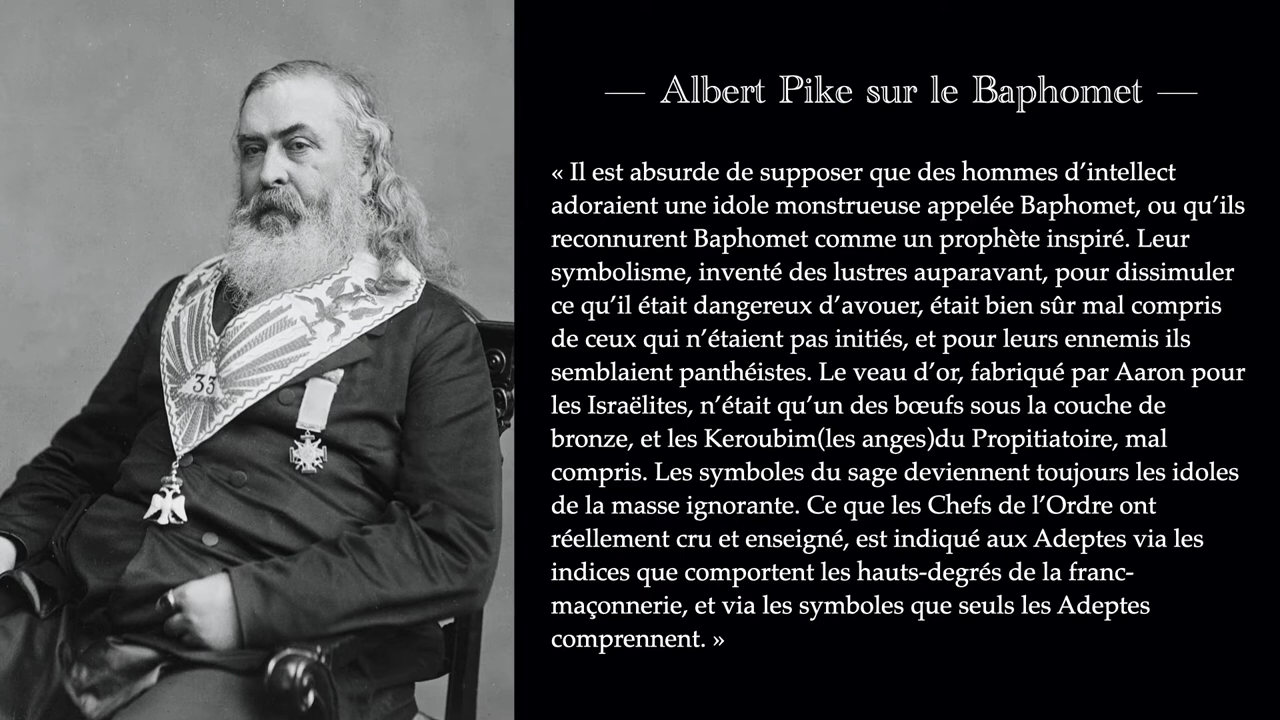 — Albert Pike sur le Baphomet —
« Il est absurde de supposer que des hommes d’intellect
adoraient une idole monstrueuse appelée Baphomet, ou qu’ils
reconnurent Baphomet comme un prophète inspiré. Leur
symbolisme, inventé des lustres auparavant, pour dissimuler
ce qu’il était dangereux d’avouer, était bien sûr mal compris
de ceux qui n’étaient pas initiés, et pour leurs ennemis ils
semblaient panthéistes. Le veau d’or, fabriqué par Aaron pour
les Israëlites, n’était qu’un des bœufs sous la couche de
bronze, et les Keroubim(les anges)du Propitiatoire, mal
compris. Les symboles du sage deviennent toujours les idoles
de la masse ignorante. Ce que les Chefs de l’Ordre ont
réellement cru et enseigné, est indiqué aux Adeptes via les
indices que comportent les hauts-degrés de la franc-
maçonnerie, et via les symboles que seuls les Adeptes
comprennent. »
33